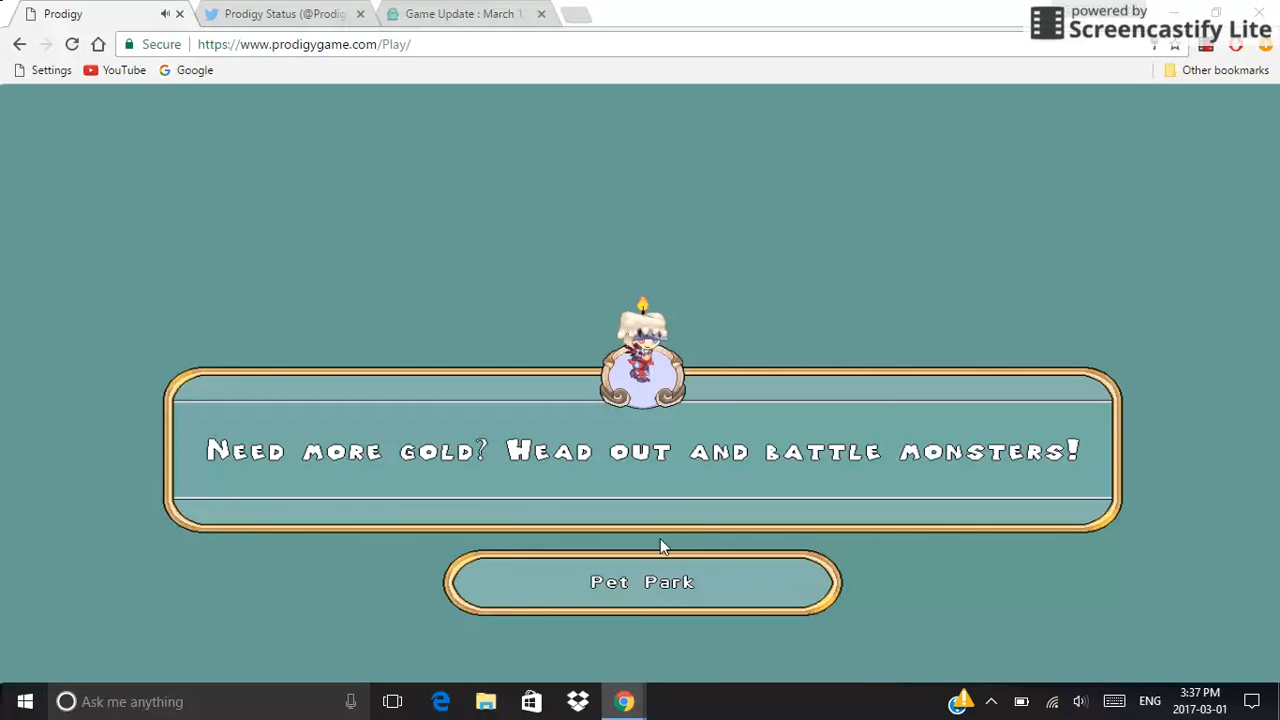 Prodigy
Prodigy Status (@Prodig
Game Update : March 1
powered by
Screencastify Lite
Secure
https://www.prodigygame.com/Play/
Settings
YouTube
Google
Other bookmarks
Need more gold? Head out and battle monsters!
Pet Park
Ask me anything
ENG
3:37 PM
2017-03-01